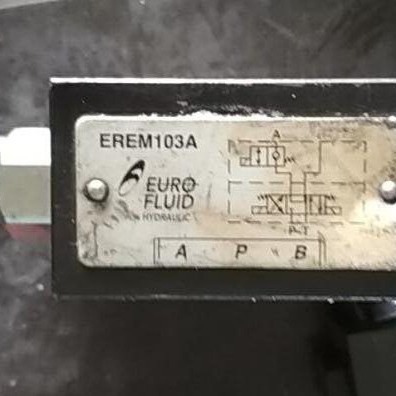 EREM103A
EURO
FLUID
HYDRAULIC
A
P T
A P B